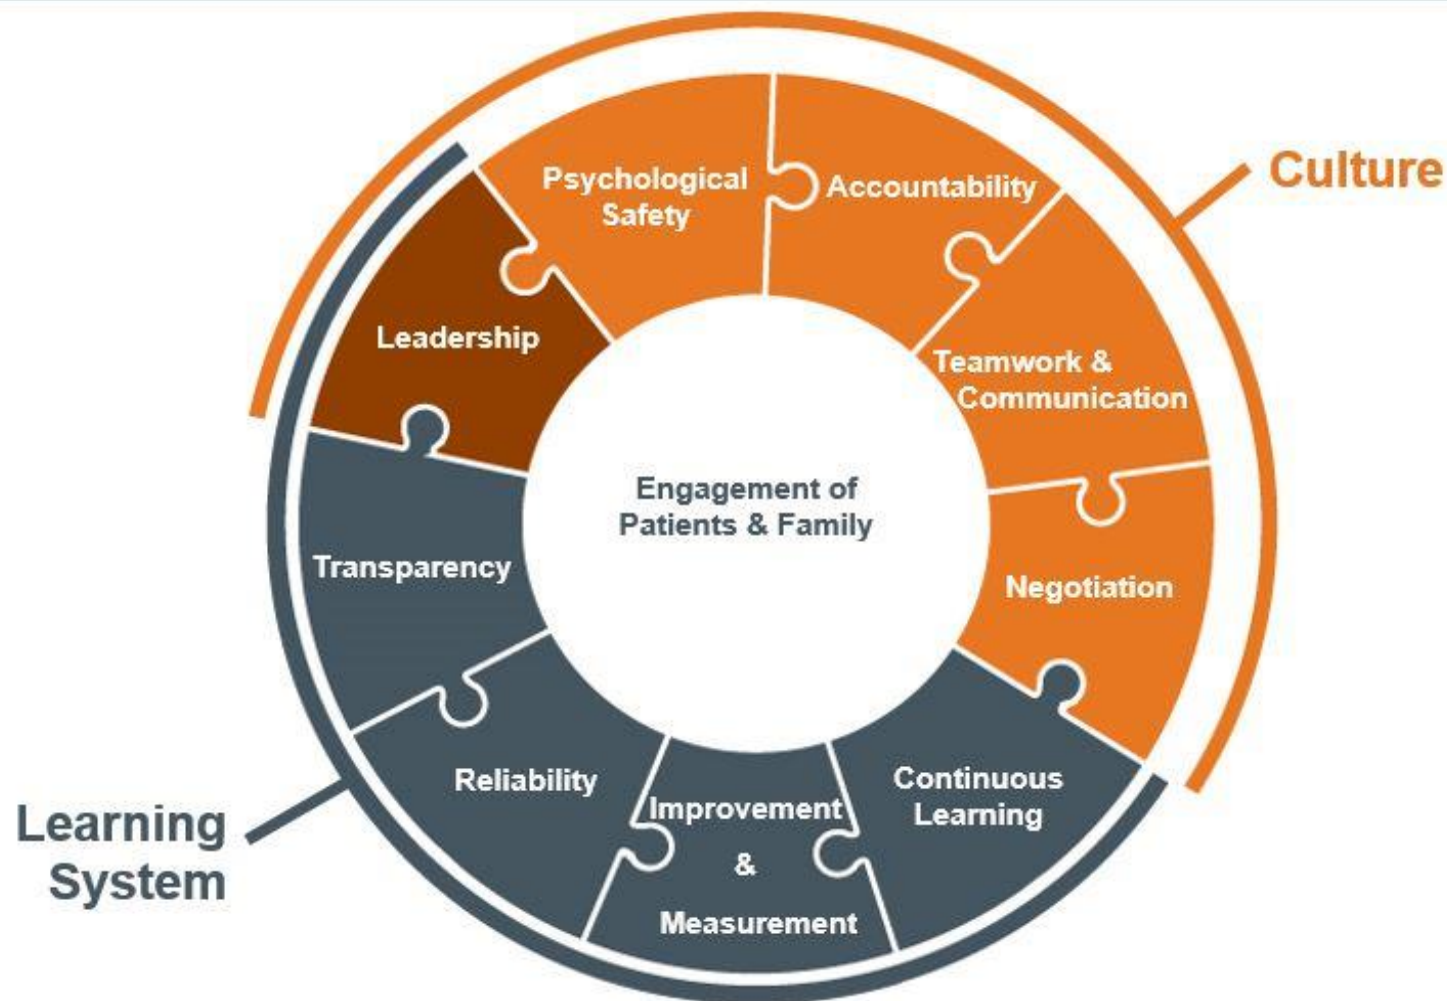 Psychological
Safety
Accountability
Culture
Leadership
Teamwork &
Communication
Engagement of
Patients & Family
Transparency
Negotiation
Reliability
Improvement
&
Measurement
Continuous
Learning
Learning
System